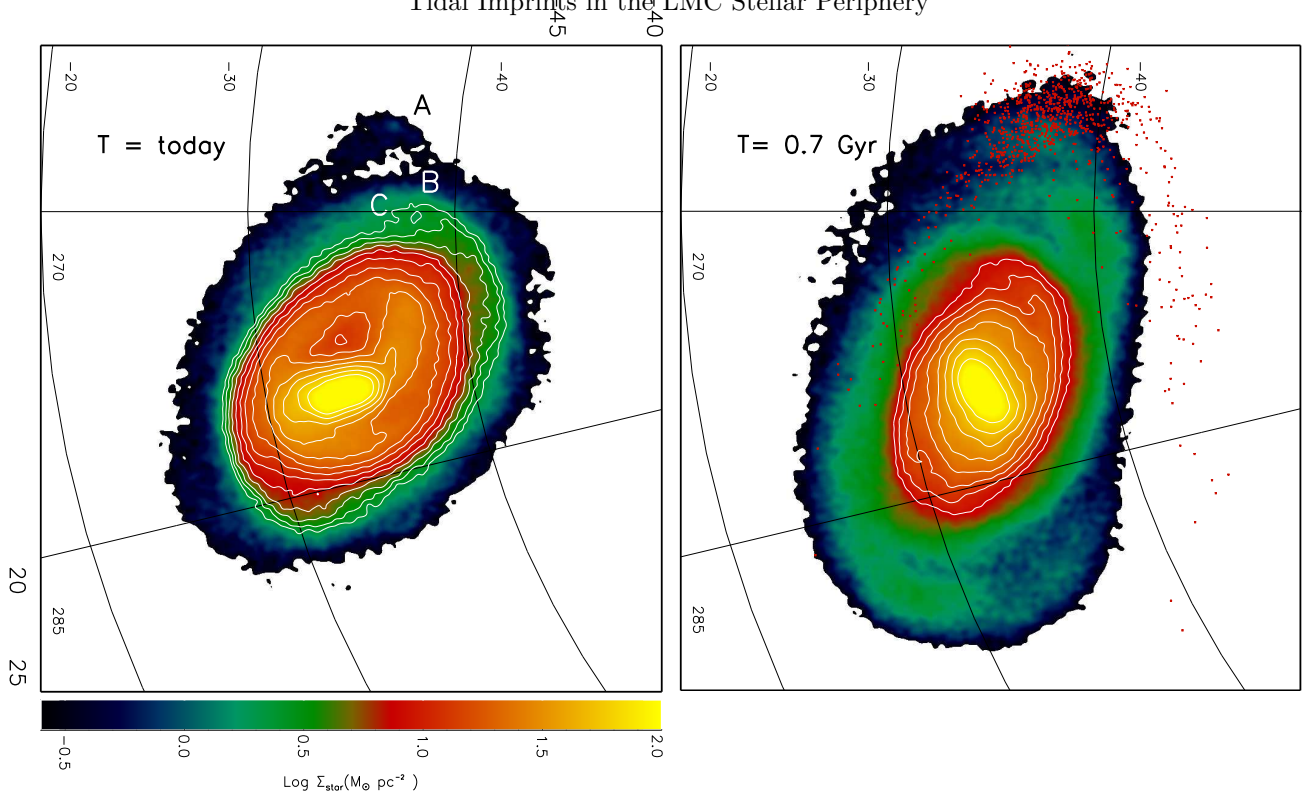 Tidal Imprints in the LMC Stellar Periphery
45
40
-20
-30
-40
A
T = today
B
C
270
285
20
25
-20
-30
-40
T= 0.7 Gyr
270
285
-0.5
0.0
0.5
1.0
1.5
2.0
Log Σstar(M⊙ pc⁻² )